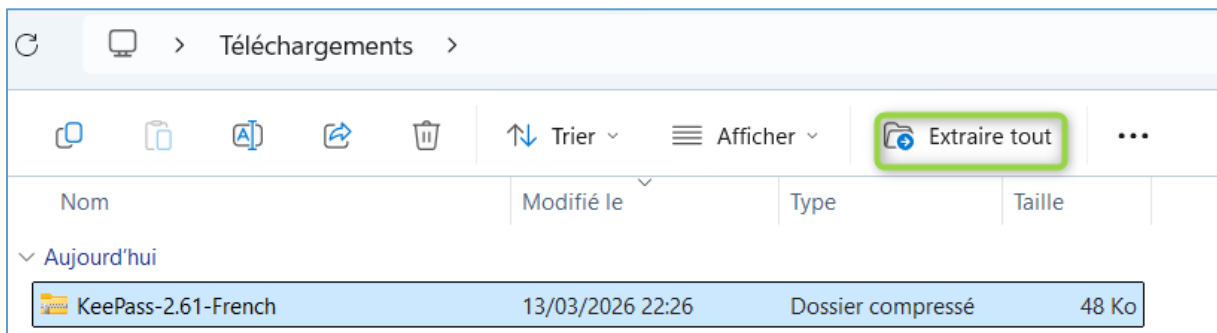 Téléchargements
Trier Afficher Extraire tout
Nom Modifié le Type Taille
Aujourd'hui
KeePass-2.61-French 13/03/2026 22:26 Dossier compressé 48 Ko